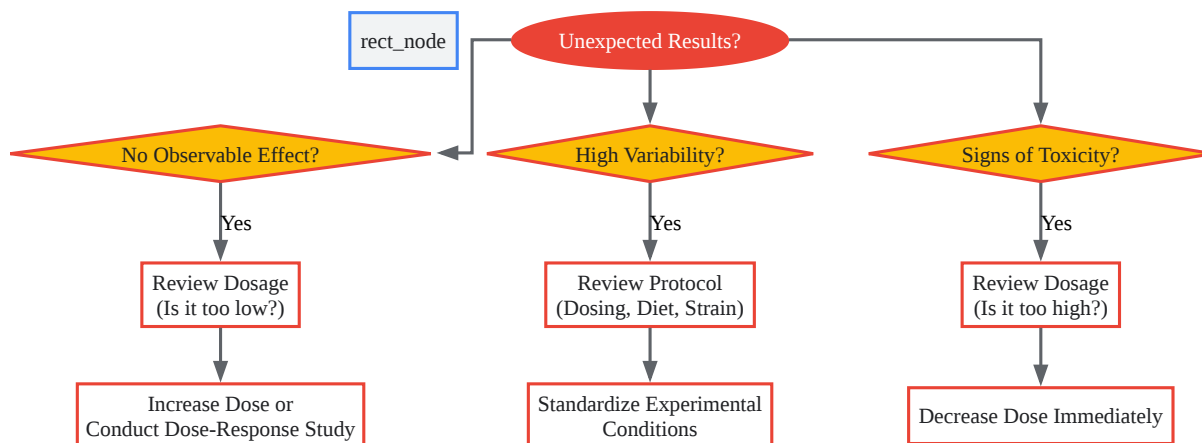 rect_node
Unexpected Results?
No Observable Effect?
High Variability?
Signs of Toxicity?
Yes
Yes
Yes
Review Dosage
(Is it too low?)
Review Protocol
(Dosing, Diet, Strain)
Review Dosage
(Is it too high?)
Increase Dose or
Conduct Dose-Response Study
Standardize Experimental
Conditions
Decrease Dose Immediately